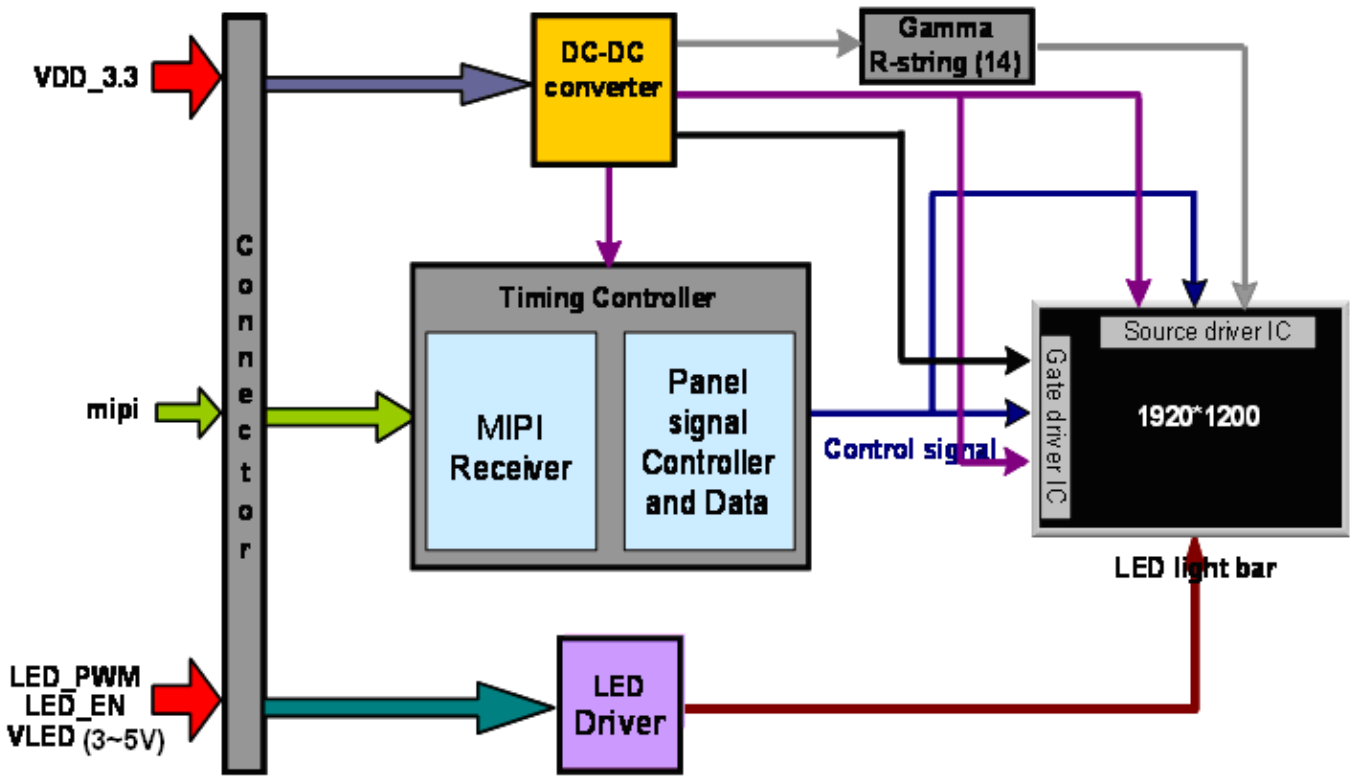 VDD_3.3
mipi
LED_PWM
LED_EN
VLED (3~5V)
Connector
DC-DC
converter
Gamma
R-string (14)
Timing Controller
MIPI
Receiver
Panel
signal
Controller
and Data
Control signal
LED
Driver
Source driver IC
Gate driver IC
1920*1200
LED light bar